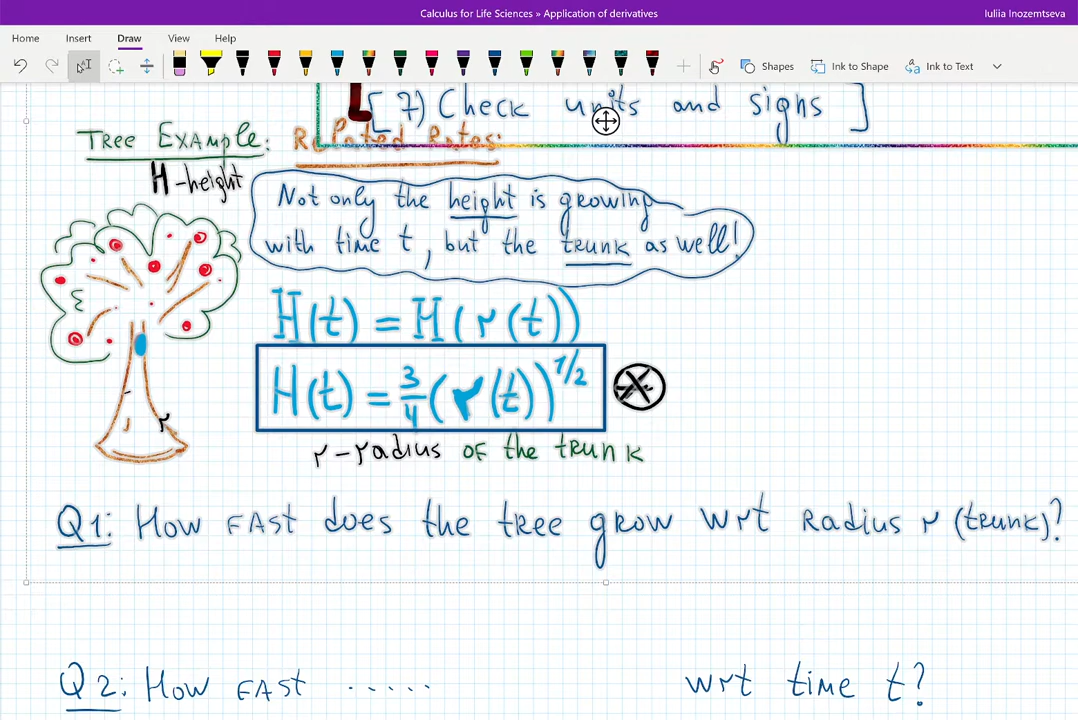 Calculus for Life Sciences » Application of derivatives
Iuliia Inozemtseva
Home Insert Draw View Help
Shapes Ink to Shape Ink to Text
[7) Check units and signs]
Tree Example: Related Rates:
H-height
Not only the height is growing
with time t, but the trunk as well!
H(t) = H(r(t))
H(t) = 3/4 (r(t))^1/2
r
r-radius of the trunk
Q1: How fast does the tree grow wrt Radius r (trunk)?
Q2: How fast ...... wrt time t?